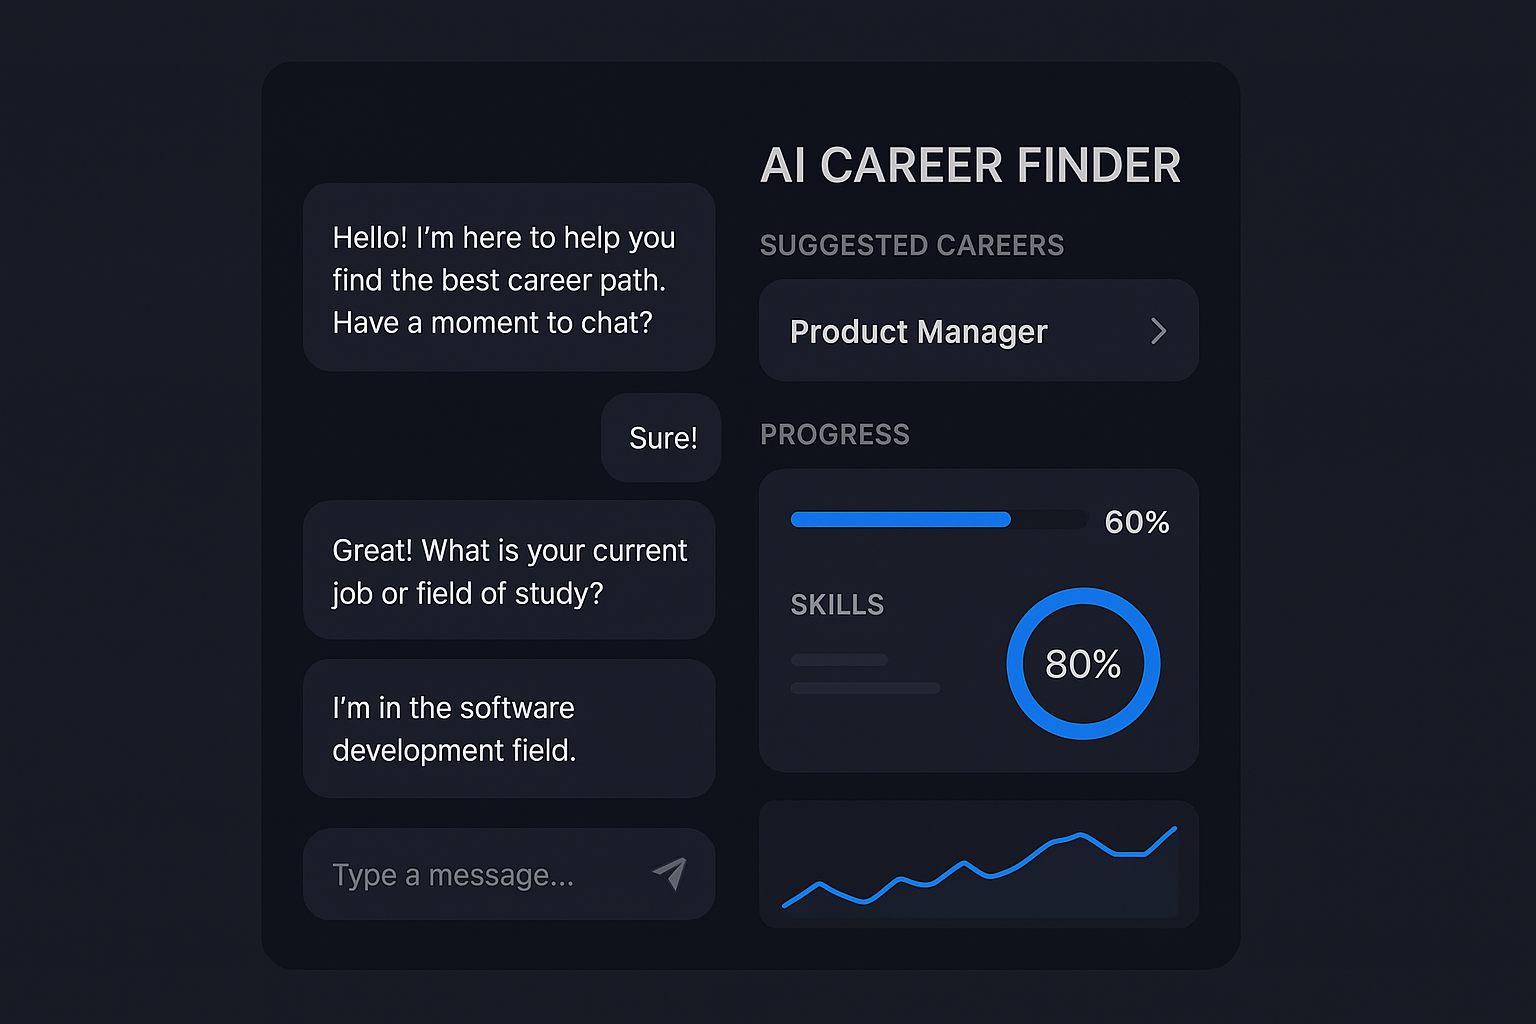 Hello! I’m here to help you
find the best career path.
Have a moment to chat?
Sure!
Great! What is your current
job or field of study?
I’m in the software
development field.
Type a message...
AI CAREER FINDER
SUGGESTED CAREERS
Product Manager
PROGRESS
60%
SKILLS
80%